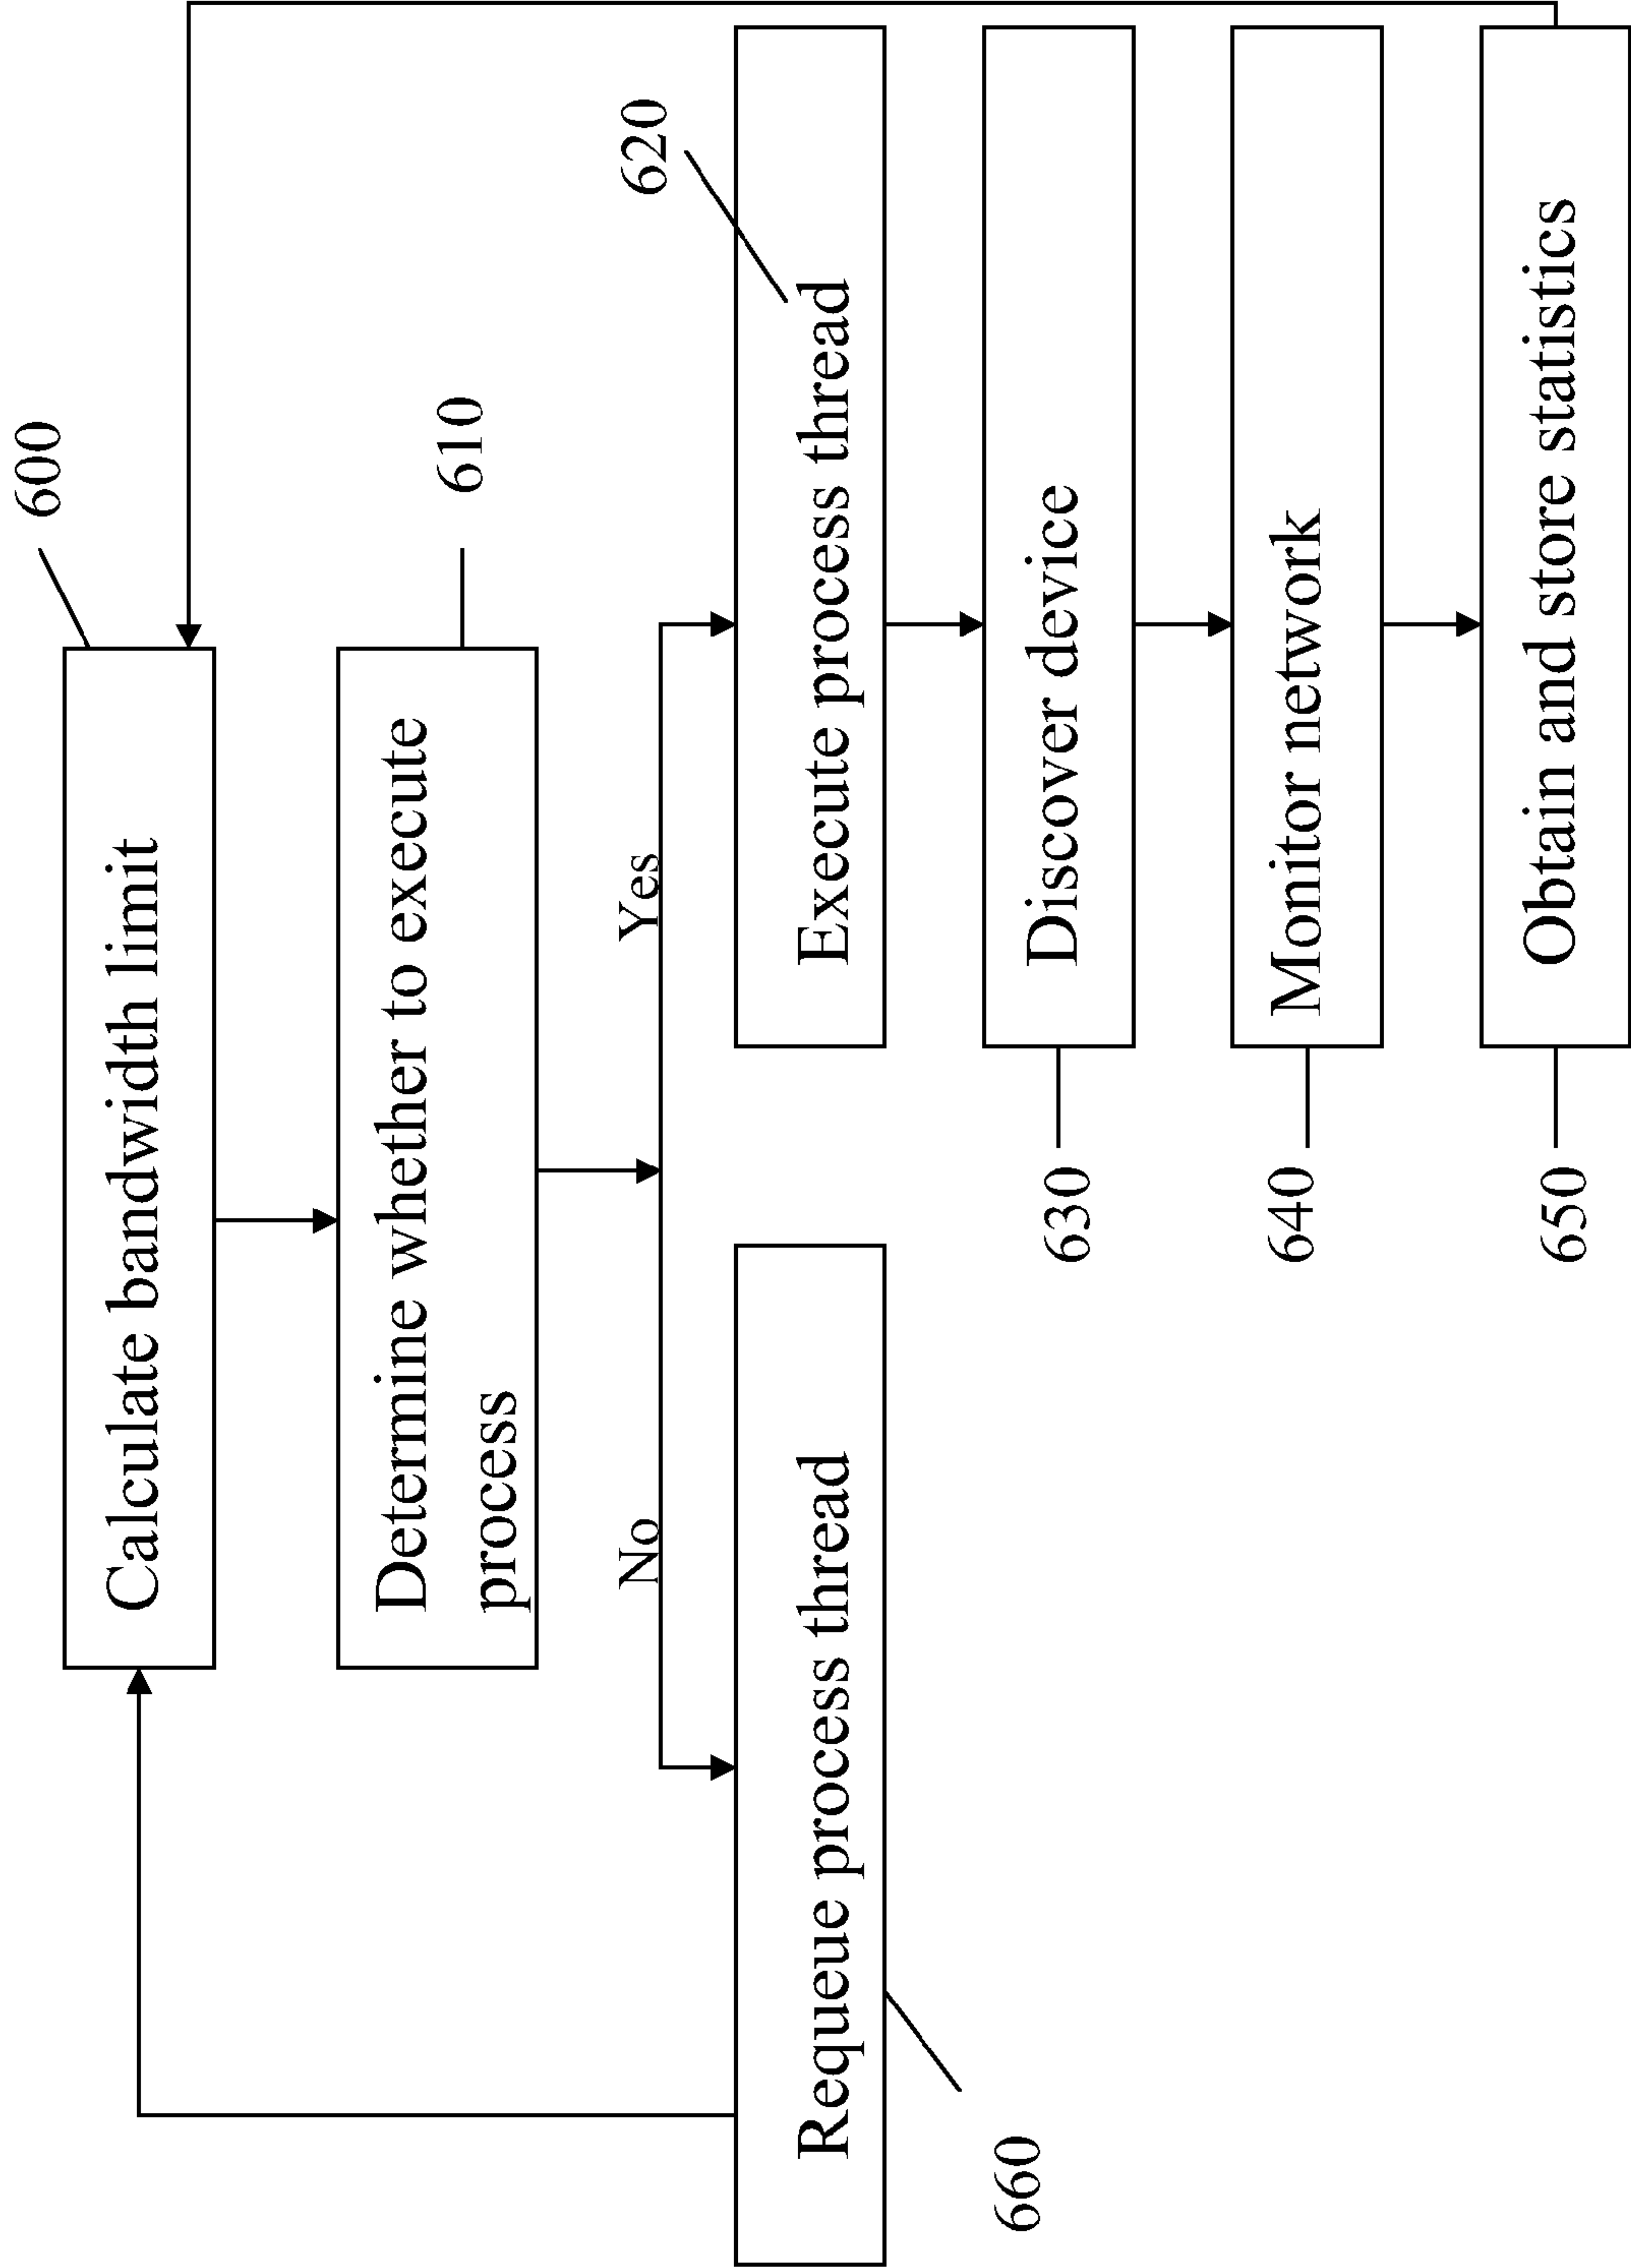 600
Calculate bandwidth limit
610
Determine whether to execute
process
No
Yes
620
Requeue process thread
Execute process thread
660
630
Discover device
640
Monitor network
650
Obtain and store statistics